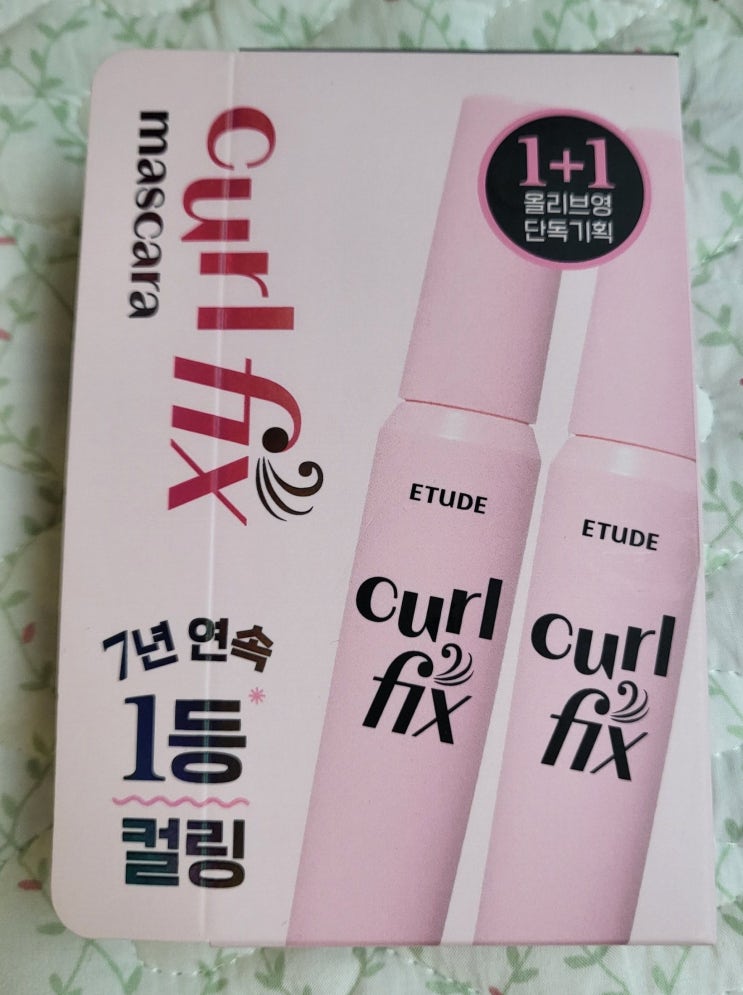 curl fix
mascara
1+1
올리브영
단독기획
ETUDE
curl
fix
ETUDE
curl
fix
7년 연속
1등*
컬링